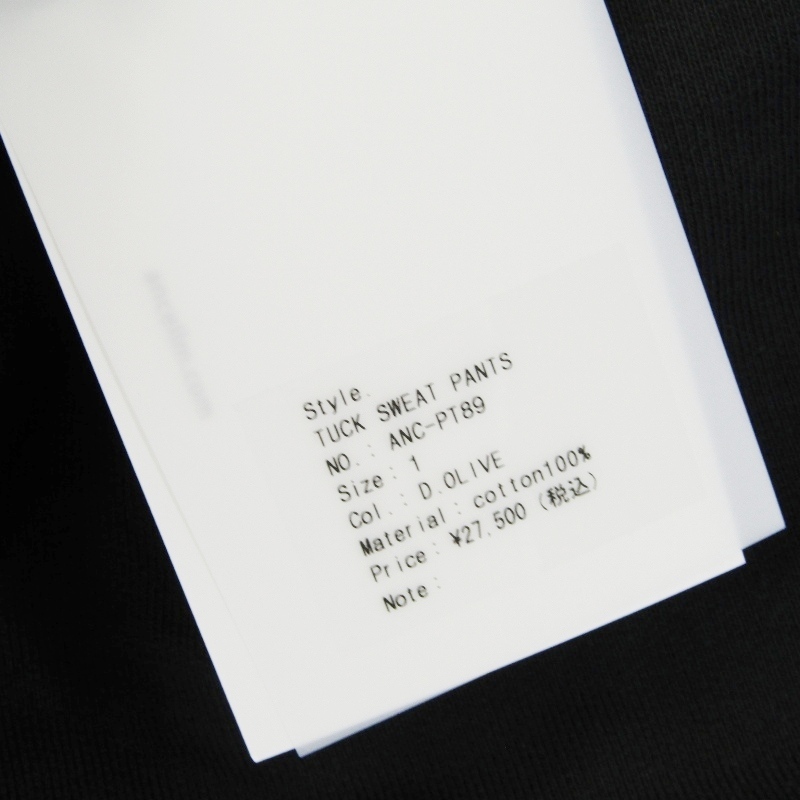 Style.
TUCK SWEAT PANTS
NO. : ANC-PT89
Size : 1
Col. : D.OLIVE
Material : cotton100%
Price : ¥27,500 (税込)
Note :